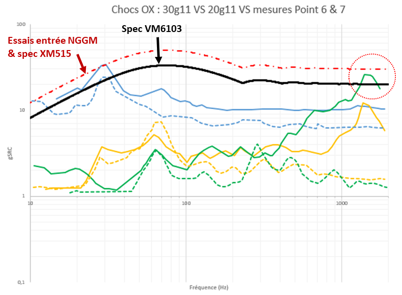 Chocs OX : 30g11 VS 20g11 VS mesures Point 6 & 7
Spec VM6103
Essais entrée NGGM
& spec XM515
100
10
1
0,1
gSRC
10
100
1000
Fréquence (Hz)